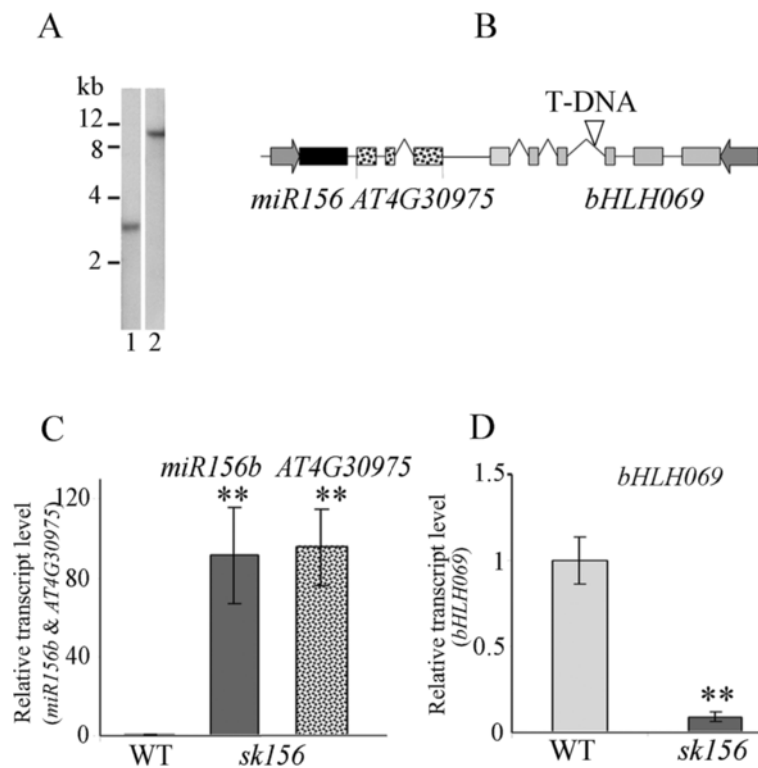 A
kb
12
8
4
2
1 2
B
T-DNA
miR156 AT4G30975 bHLH069
C
miR156b AT4G30975
** **
Relative transcript level
(miR156b & AT4G30975)
120
80
40
0
WT sk156
D
bHLH069
1.5
1
0.5
0
**
Relative transcript level
(bHLH069)
WT sk156